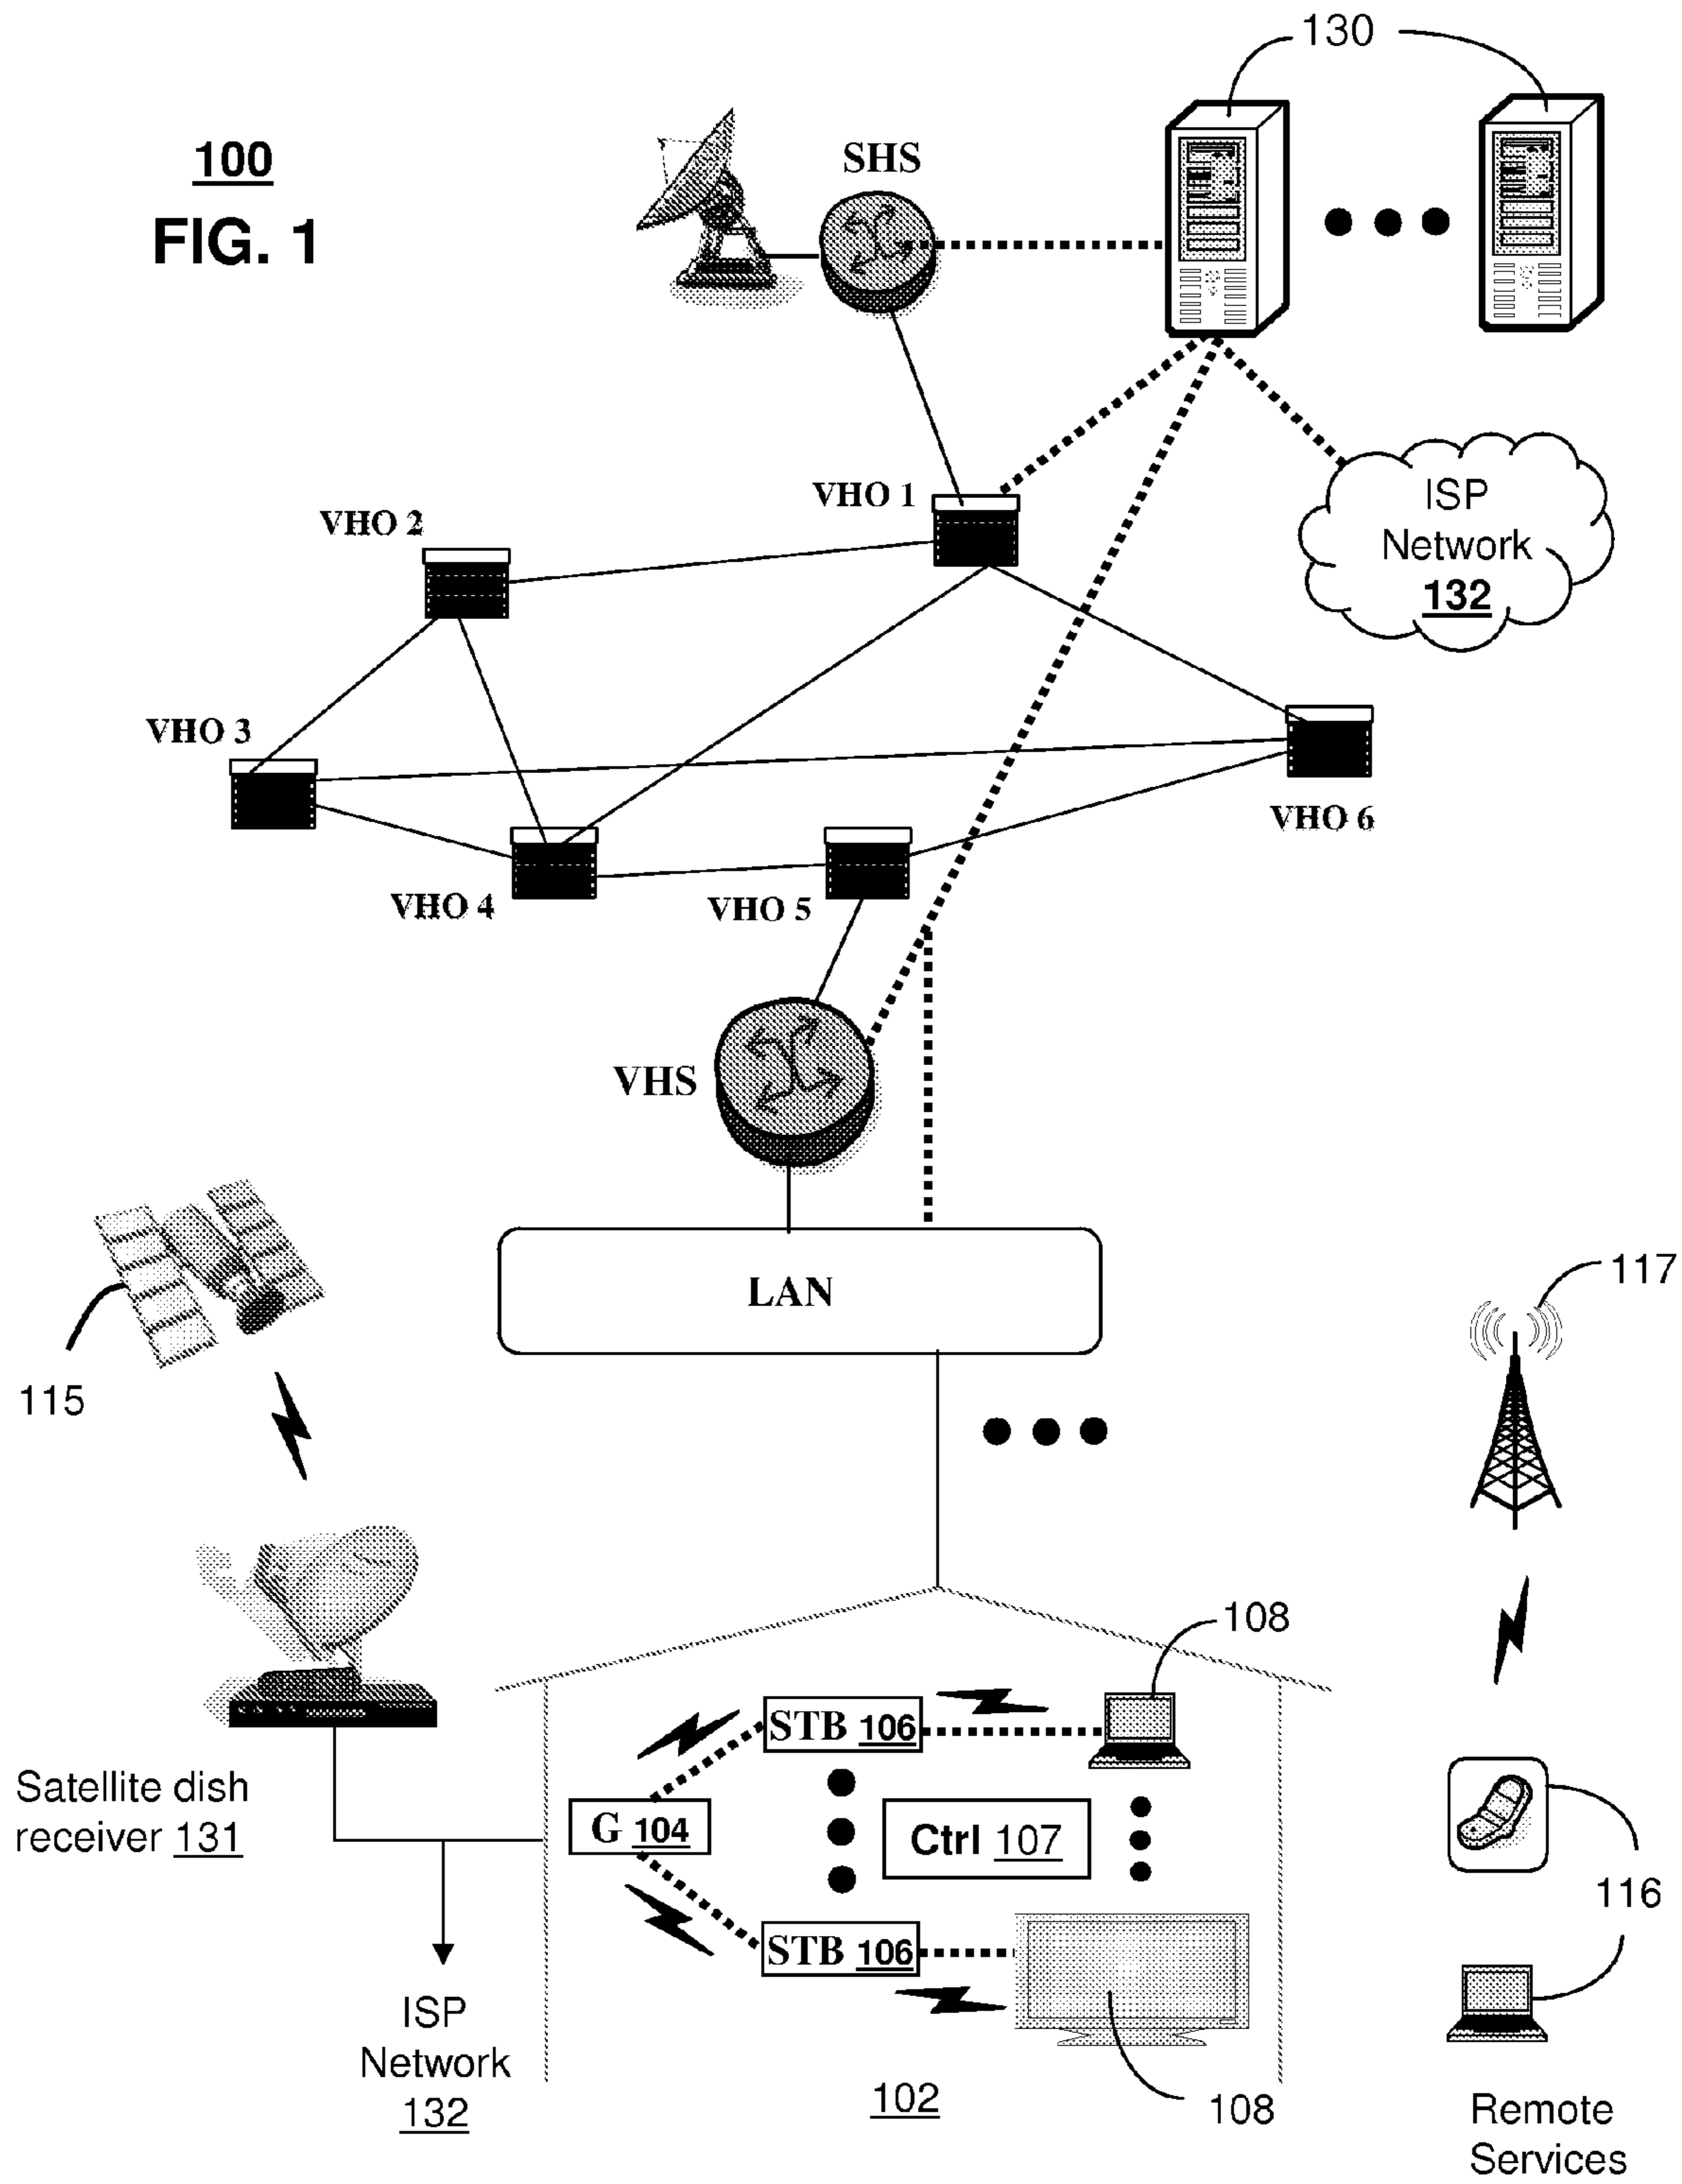 130
100
FIG. 1
SHS
ISP
Network
132
VHO 1
VHO 2
VHO 3
VHO 6
VHO 4
VHO 5
VHS
LAN
117
115
108
STB 106
Satellite dish
receiver 131
G 104
Ctrl 107
116
STB 106
ISP
Network
132
102
108
Remote
Services